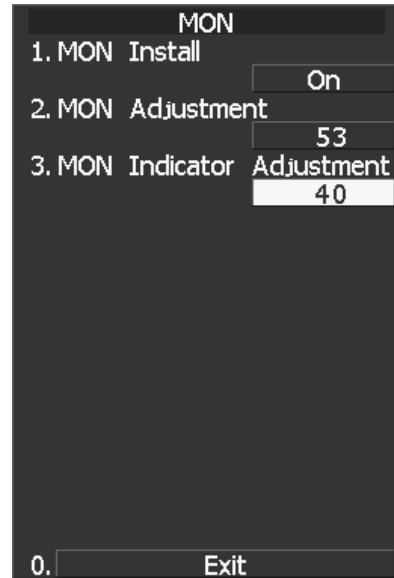 MON
1. MON Install
On
2. MON Adjustment
53
3. MON Indicator Adjustment
40
0. Exit